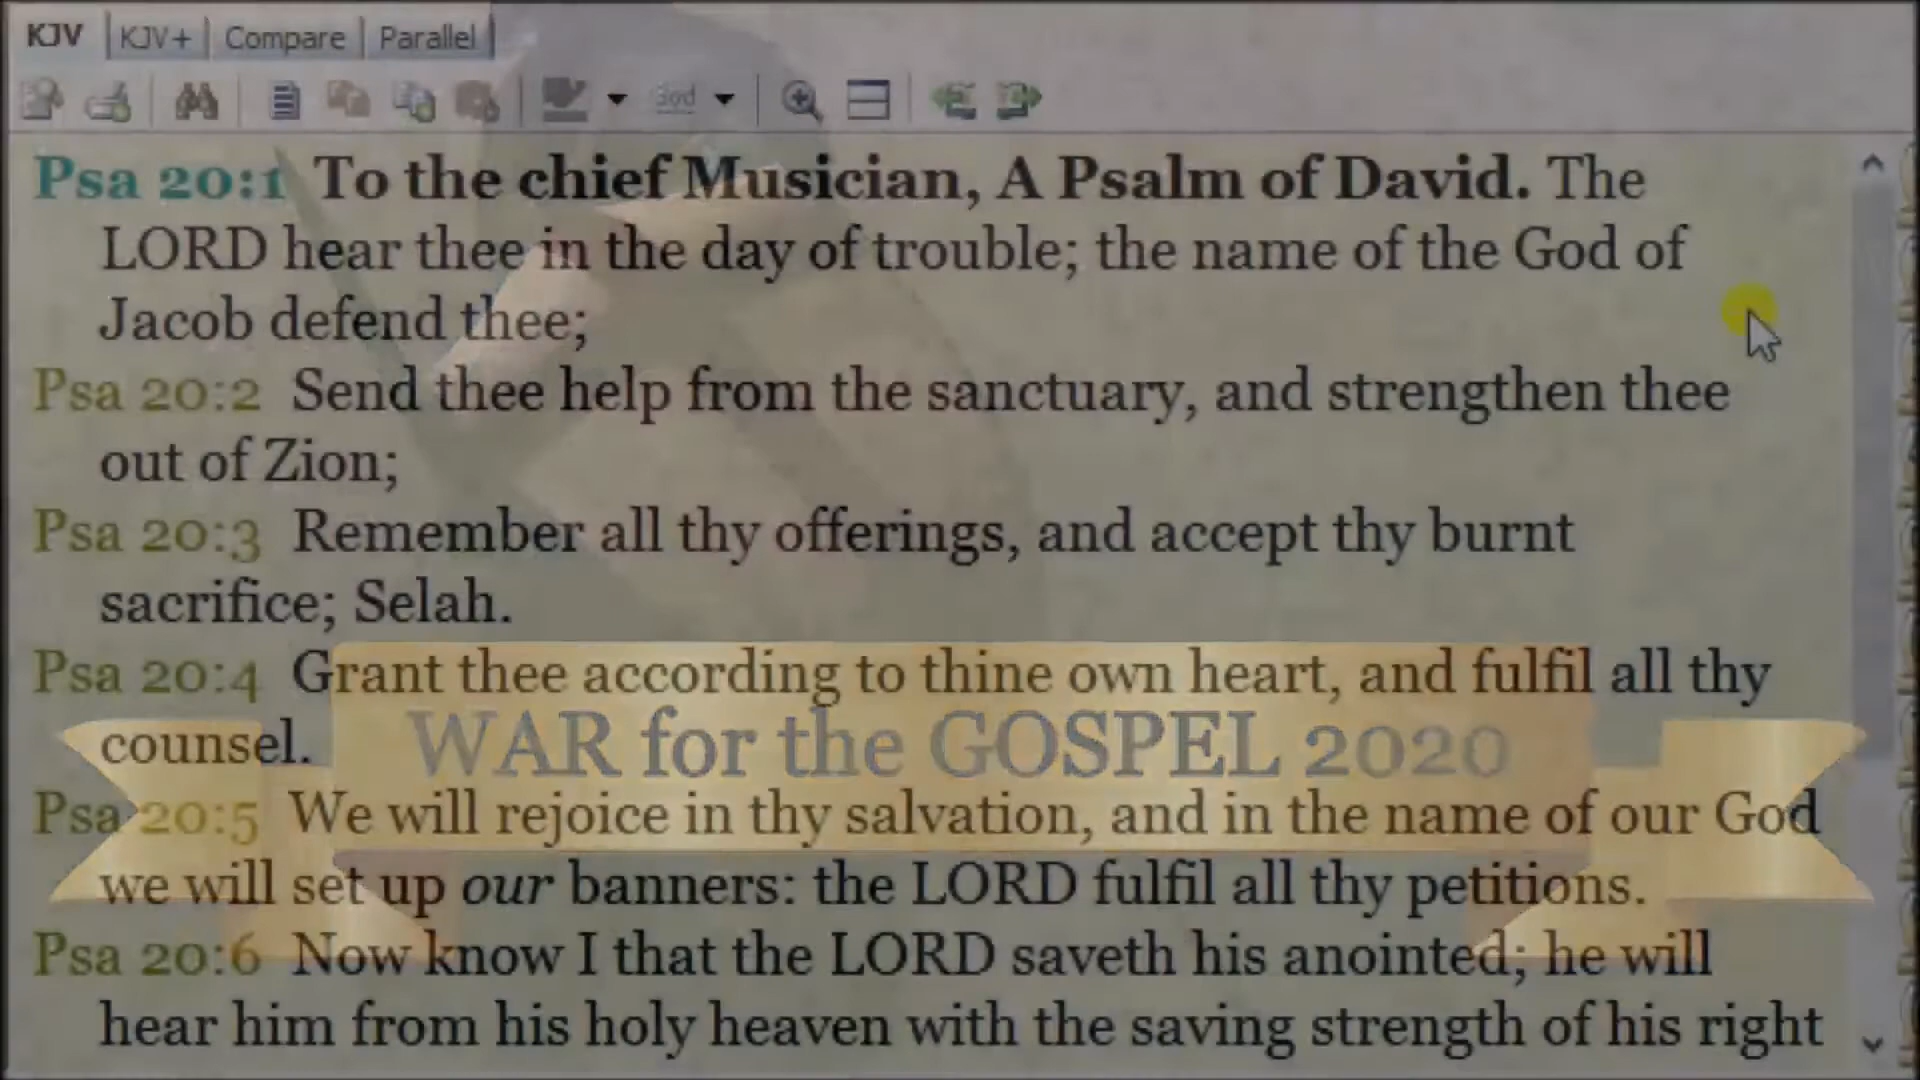 KJV KJV+ Compare Parallel
God
Psa 20:1 To the chief Musician, A Psalm of David. The
LORD hear thee in the day of trouble; the name of the God of
Jacob defend thee;
Psa 20:2 Send thee help from the sanctuary, and strengthen thee
out of Zion;
Psa 20:3 Remember all thy offerings, and accept thy burnt
sacrifice; Selah.
Psa 20:4 Grant thee according to thine own heart, and fulfil all thy
counsel.
WAR for the GOSPEL 2020
Psa 20:5 We will rejoice in thy salvation, and in the name of our God
we will set up our banners: the LORD fulfil all thy petitions.
Psa 20:6 Now know I that the LORD saveth his anointed; he will
hear him from his holy heaven with the saving strength of his right